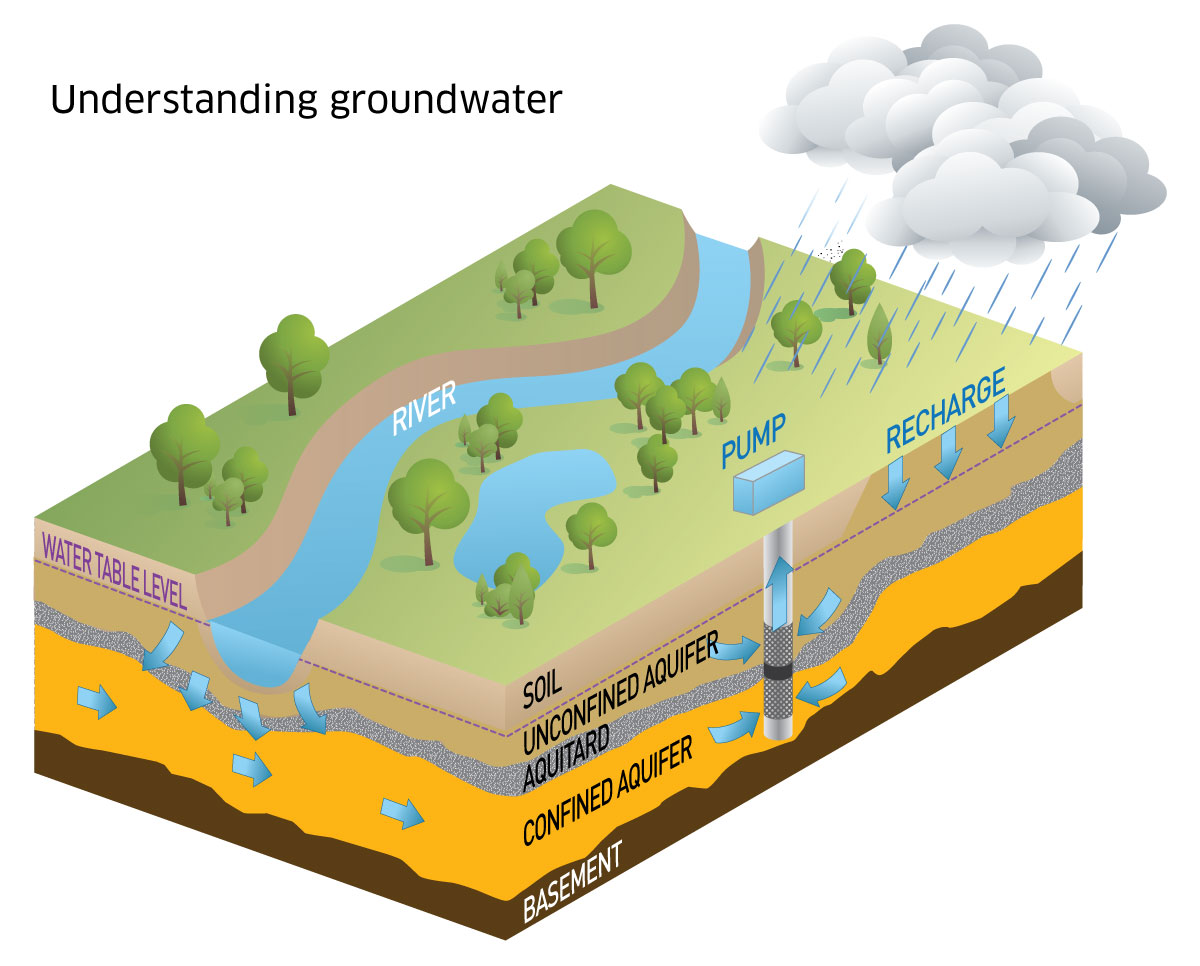 Understanding groundwater
RIVER
PUMP
RECHARGE
WATER TABLE LEVEL
SOIL
UNCONFINED AQUIFER
AQUITARD
CONFINED AQUIFER
BASEMENT